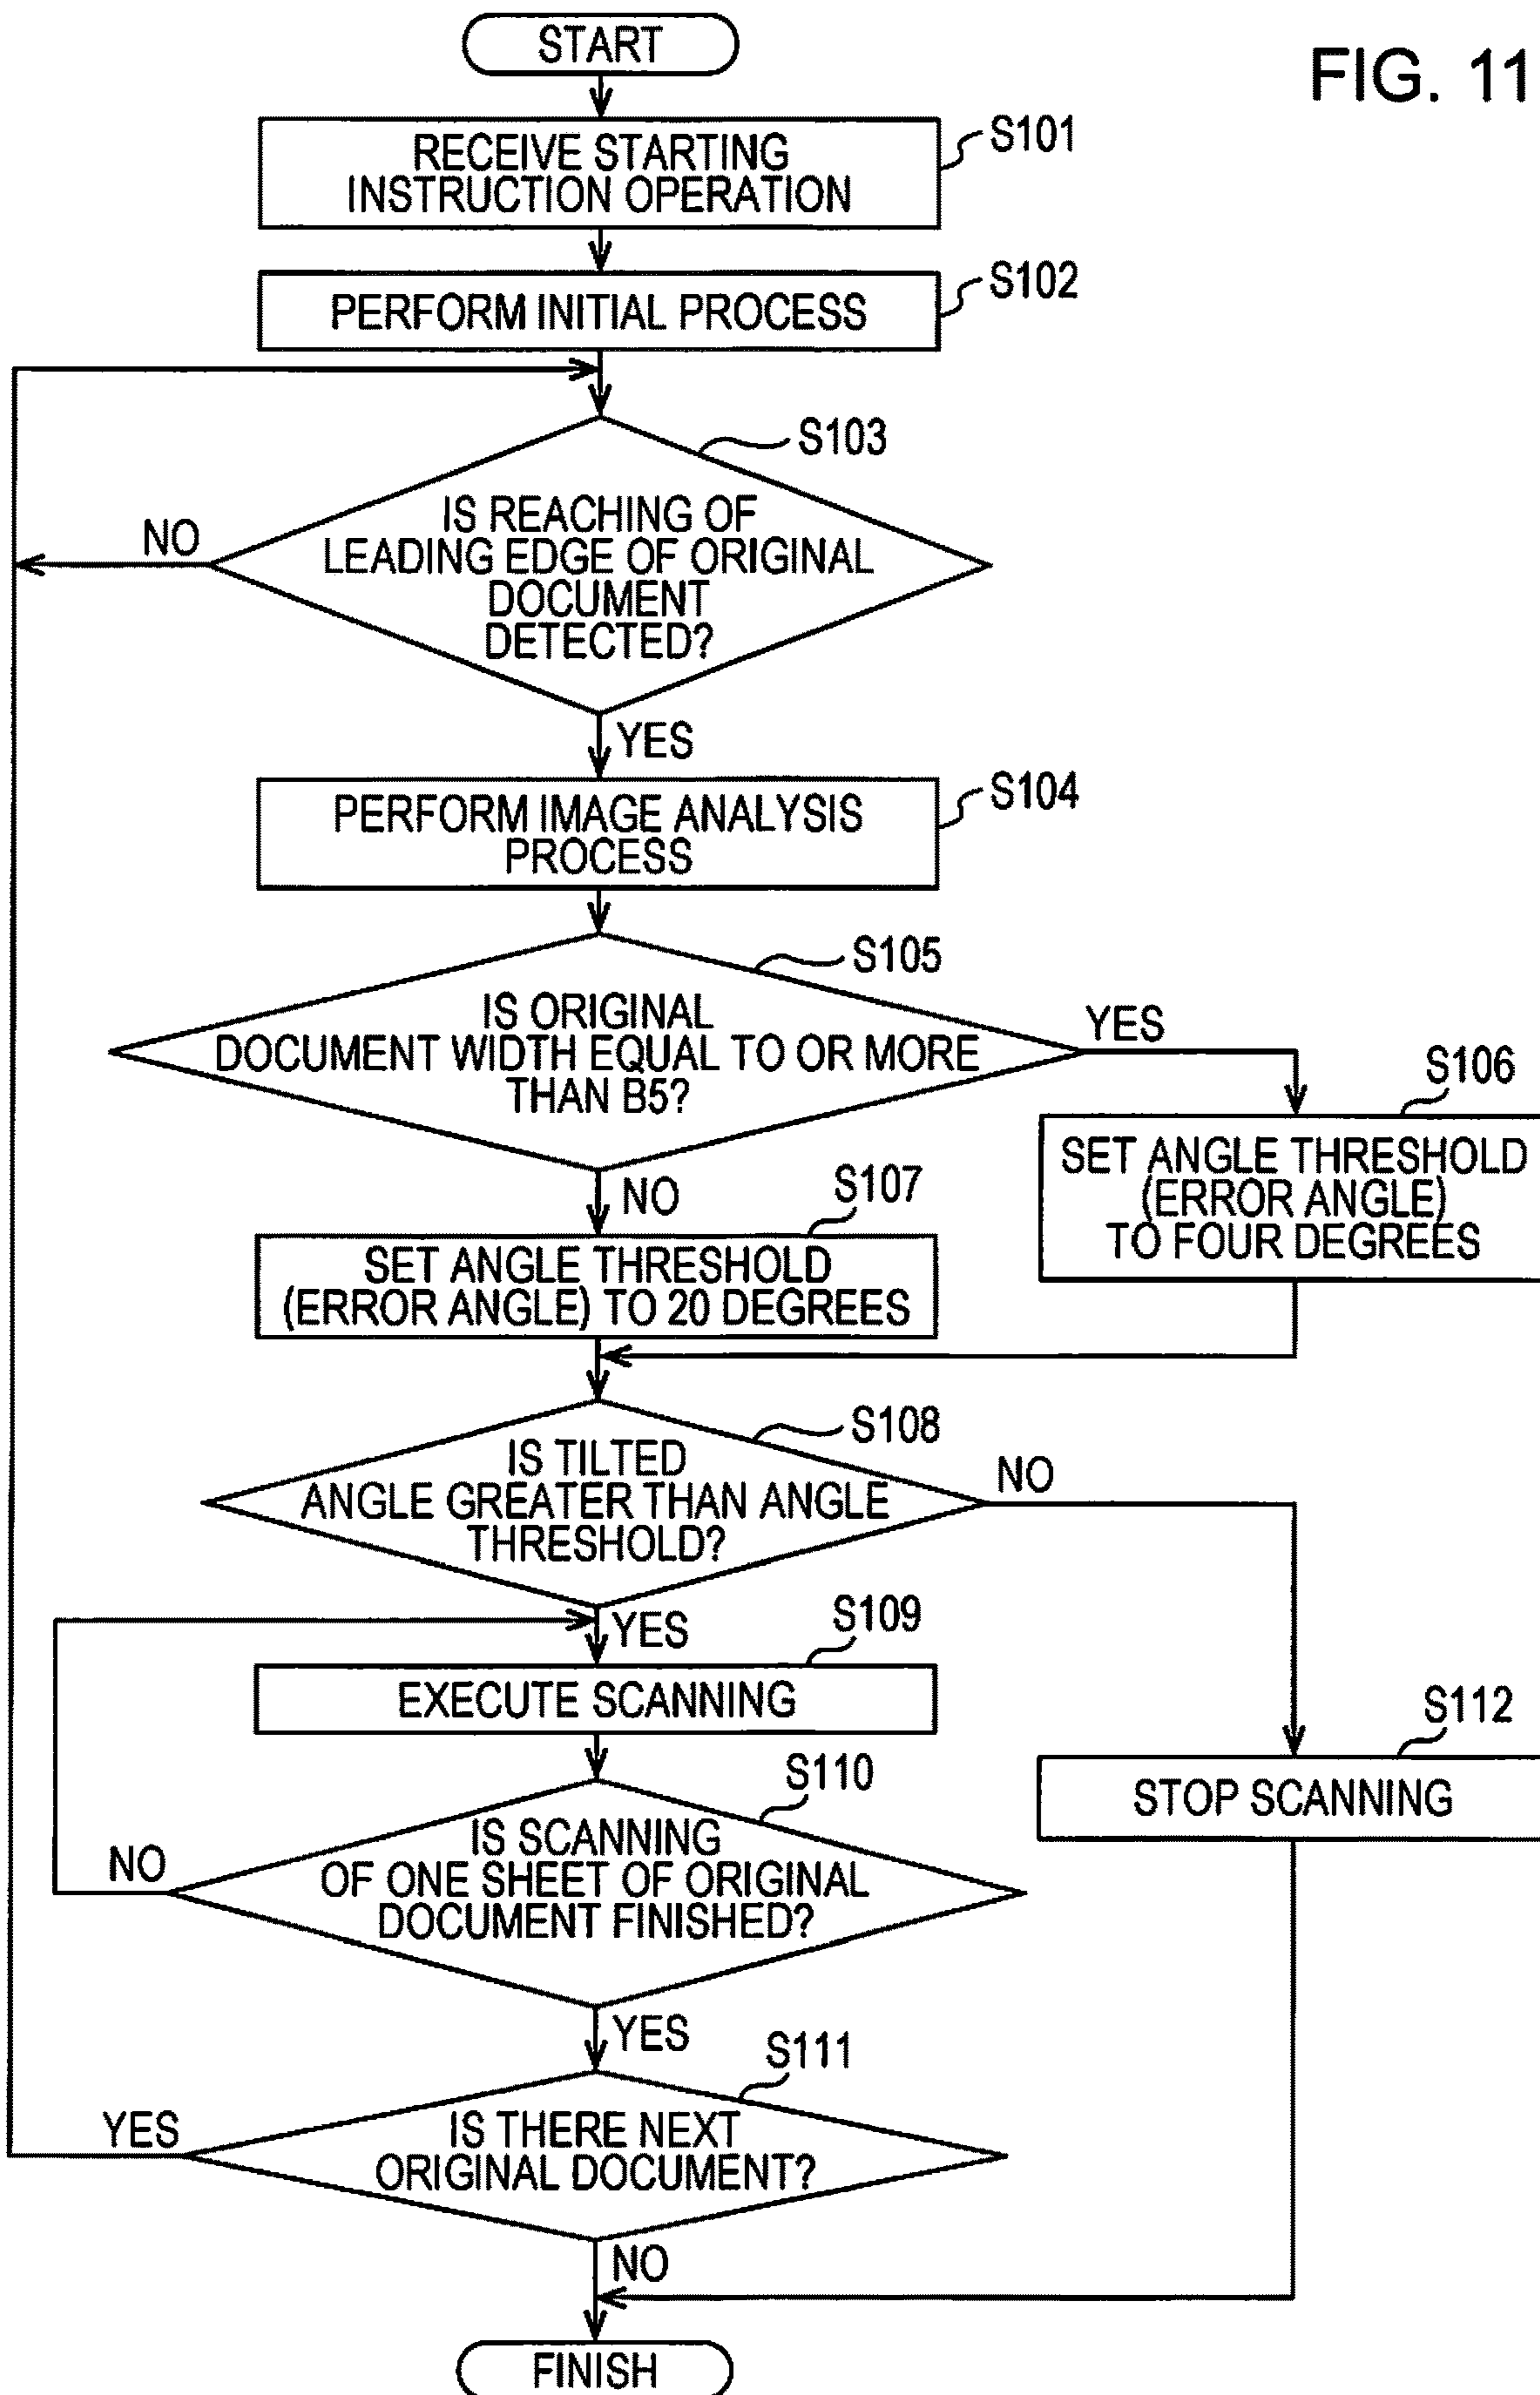 START
FIG. 11
RECEIVE STARTING
INSTRUCTION OPERATION
S101
PERFORM INITIAL PROCESS
S102
S103
IS REACHING OF
LEADING EDGE OF ORIGINAL
DOCUMENT
DETECTED?
NO
YES
PERFORM IMAGE ANALYSIS
PROCESS
S104
S105
IS ORIGINAL
DOCUMENT WIDTH EQUAL TO OR MORE
THAN B5?
YES
S106
SET ANGLE THRESHOLD
(ERROR ANGLE)
TO FOUR DEGREES
NO
S107
SET ANGLE THRESHOLD
(ERROR ANGLE) TO 20 DEGREES
S108
IS TILTED
ANGLE GREATER THAN ANGLE
THRESHOLD?
NO
YES
S109
EXECUTE SCANNING
S112
STOP SCANNING
S110
IS SCANNING
OF ONE SHEET OF ORIGINAL
DOCUMENT FINISHED?
NO
YES
S111
IS THERE NEXT
ORIGINAL DOCUMENT?
YES
NO
FINISH